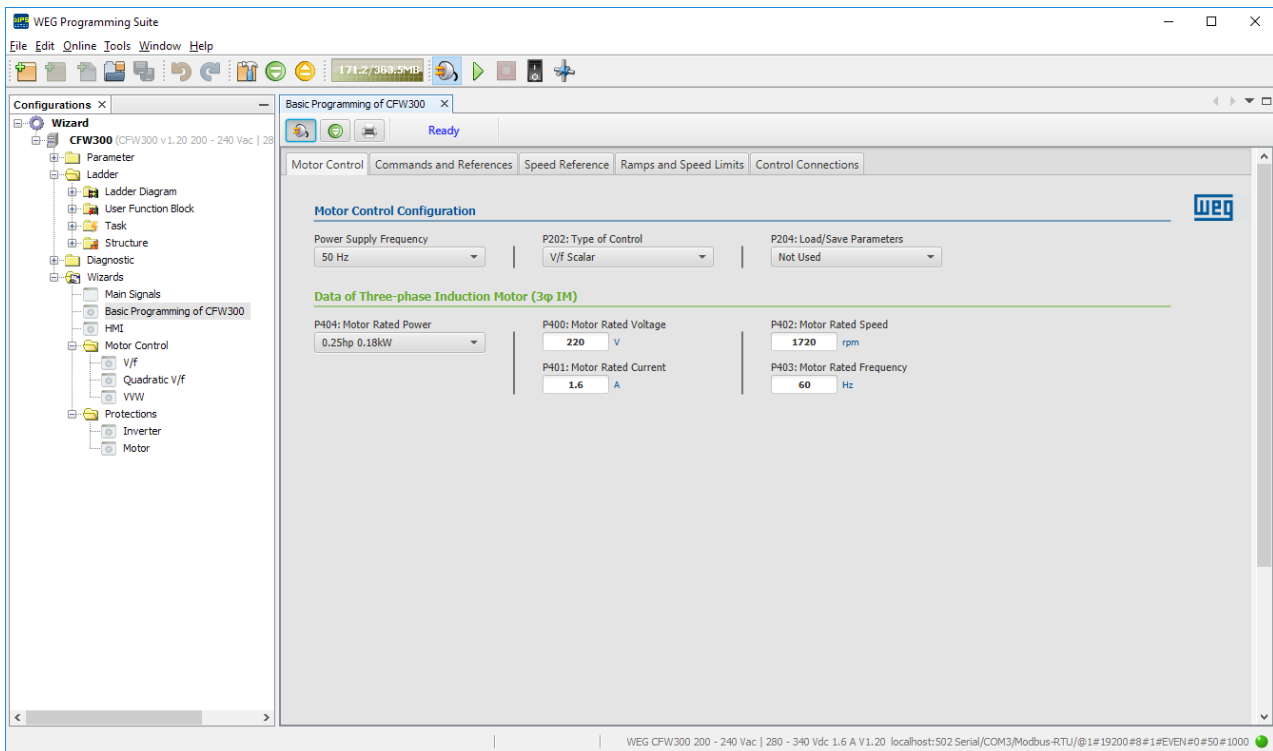 WPS WEG Programming Suite
File Edit Online Tools Window Help
171.2/363.5MB
Configurations
Basic Programming of CFW300
Wizard
CFW300 (CFW300 v1.20 200 - 240 Vac | 28
Ready
Parameter
Motor Control Commands and References Speed Reference Ramps and Speed Limits Control Connections
Ladder
Ladder Diagram
User Function Block
Task
Structure
Diagnostic
Wizards
Main Signals
Basic Programming of CFW300
HMI
Motor Control
V/f
Quadratic V/f
VVW
Protections
Inverter
Motor
Motor Control Configuration
weg
Power Supply Frequency P202: Type of Control P204: Load/Save Parameters
50 Hz V/f Scalar Not Used
Data of Three-phase Induction Motor (3φ IM)
P404: Motor Rated Power P400: Motor Rated Voltage P402: Motor Rated Speed
0.25hp 0.18kW 220 V 1720 rpm
P401: Motor Rated Current P403: Motor Rated Frequency
1.6 A 60 Hz
WEG CFW300 200 - 240 Vac | 280 - 340 Vdc 1.6 A V1.20 localhost:502 Serial/COM3/Modbus-RTU/@1#19200#8#1#EVEN#0#50#1000